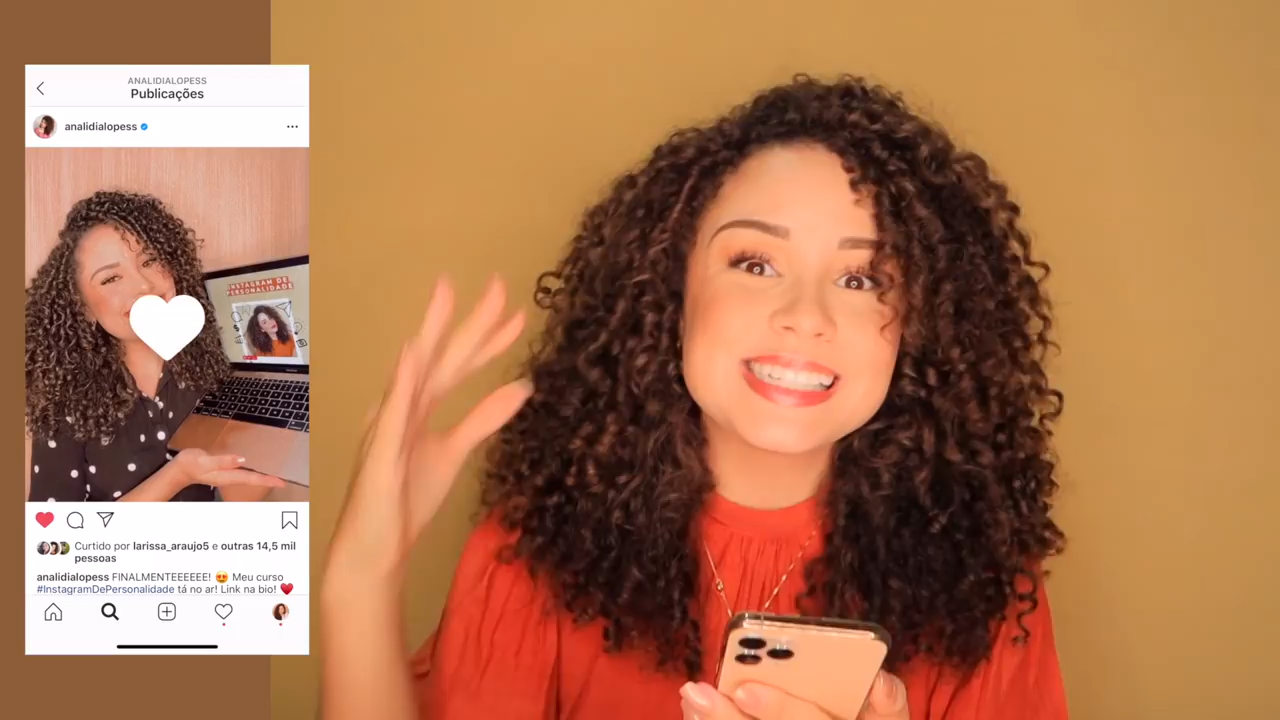 ANALIDIALOPESS
Publicações
analidialopess
INSTAGRAM DE
PERSONALIDADE
Curtido por larissa_araujo5 e outras 14,5 mil
pessoas
analidialopess FINALMENTEEEEEE! 😍 Meu curso
#InstagramDePersonalidade tá no ar! Link na bio! ❤️